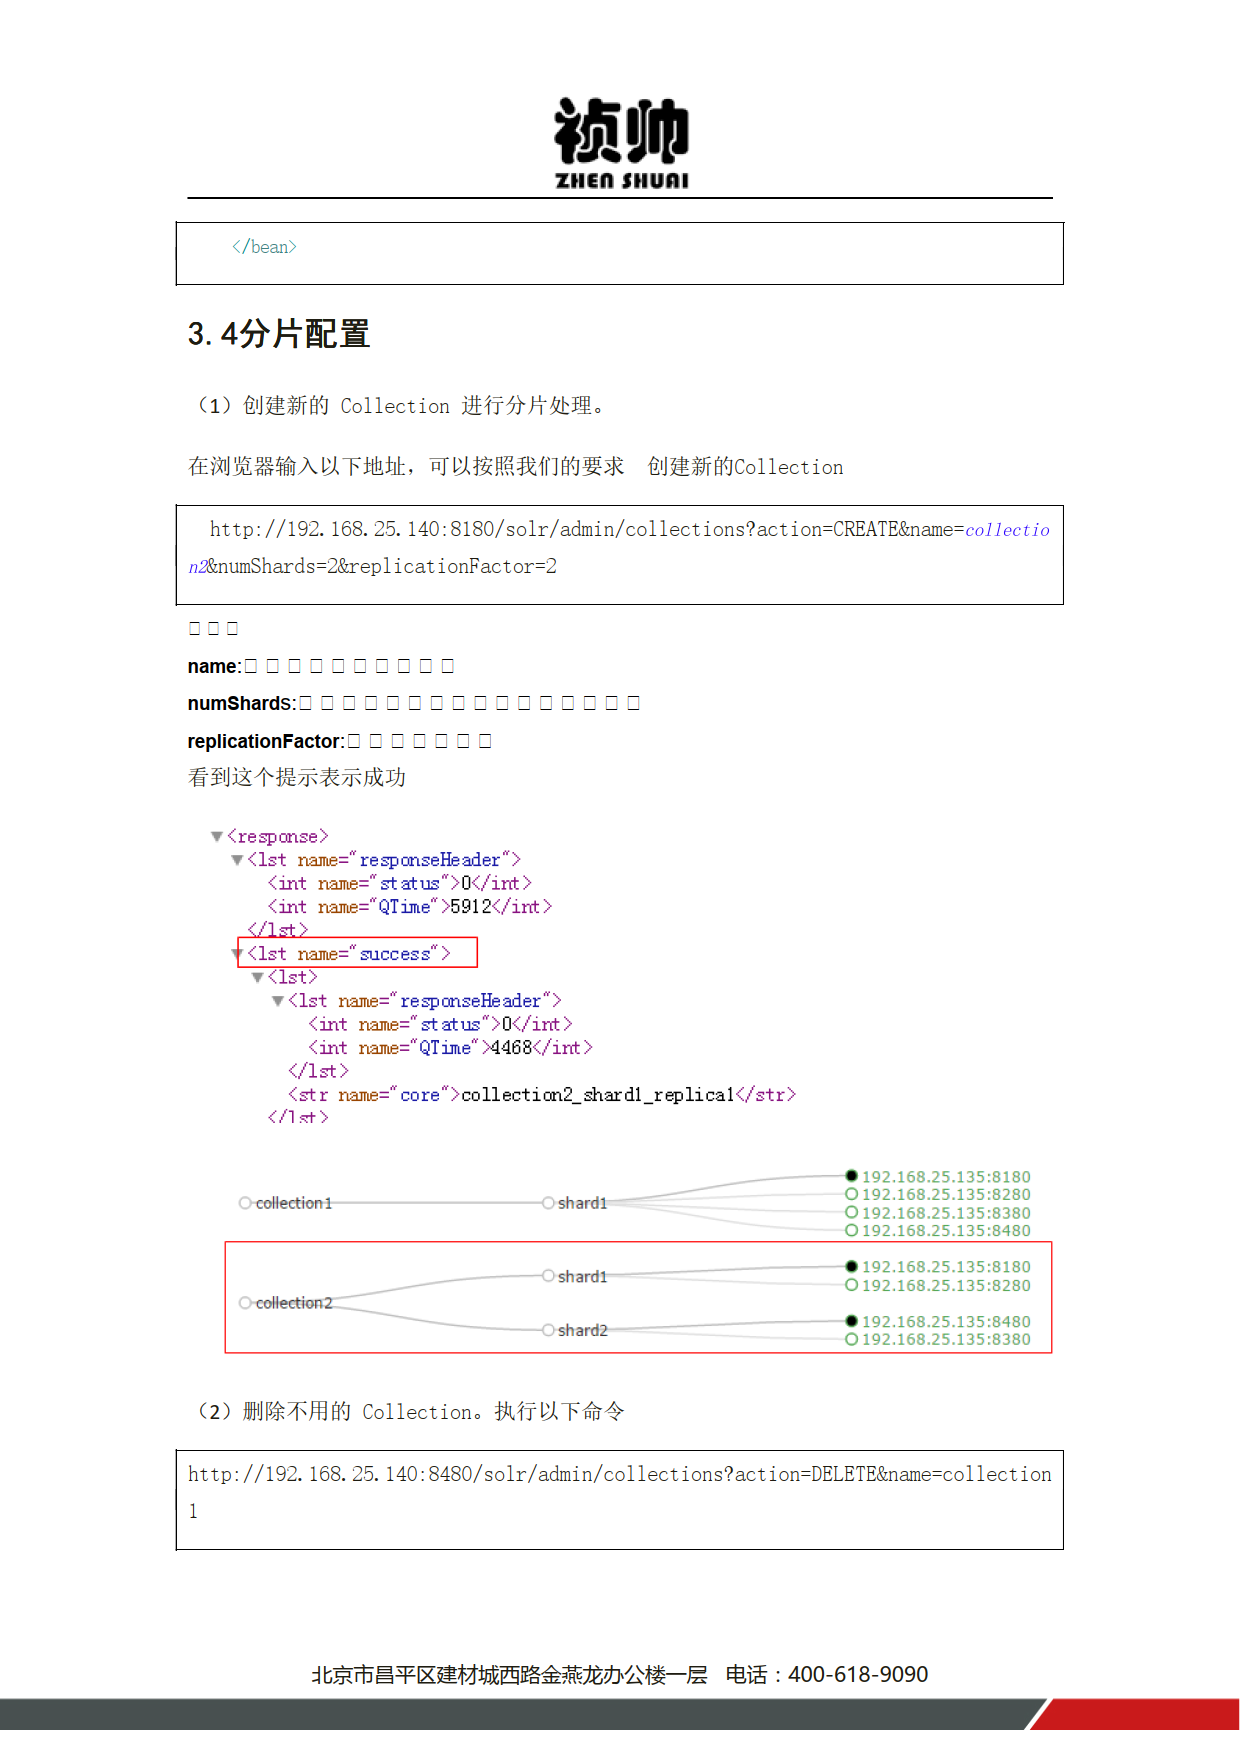 祯帅
ZHEN SHUAI
</bean>
3.4分片配置
（1）创建新的 Collection 进行分片处理。
在浏览器输入以下地址，可以按照我们的要求 创建新的Collection
http://192.168.25.140:8180/solr/admin/collections?action=CREATE&name=collectio
n2&numShards=2&replicationFactor=2
name:
numShards:
replicationFactor:
看到这个提示表示成功
▼<response>
▼<lst name="responseHeader">
<int name="status">0</int>
<int name="QTime">5912</int>
</lst>
▼<lst name="success">
▼<lst>
▼<lst name="responseHeader">
<int name="status">0</int>
<int name="QTime">4468</int>
</lst>
<str name="core">collection2_shard1_replica1</str>
</lst>
192.168.25.135:8180
192.168.25.135:8280
collection1 shard1
192.168.25.135:8380
192.168.25.135:8480
192.168.25.135:8180
shard1
192.168.25.135:8280
collection2
192.168.25.135:8480
shard2
192.168.25.135:8380
（2）删除不用的 Collection。执行以下命令
http://192.168.25.140:8480/solr/admin/collections?action=DELETE&name=collection
1
北京市昌平区建材城西路金燕龙办公楼一层 电话：400-618-9090